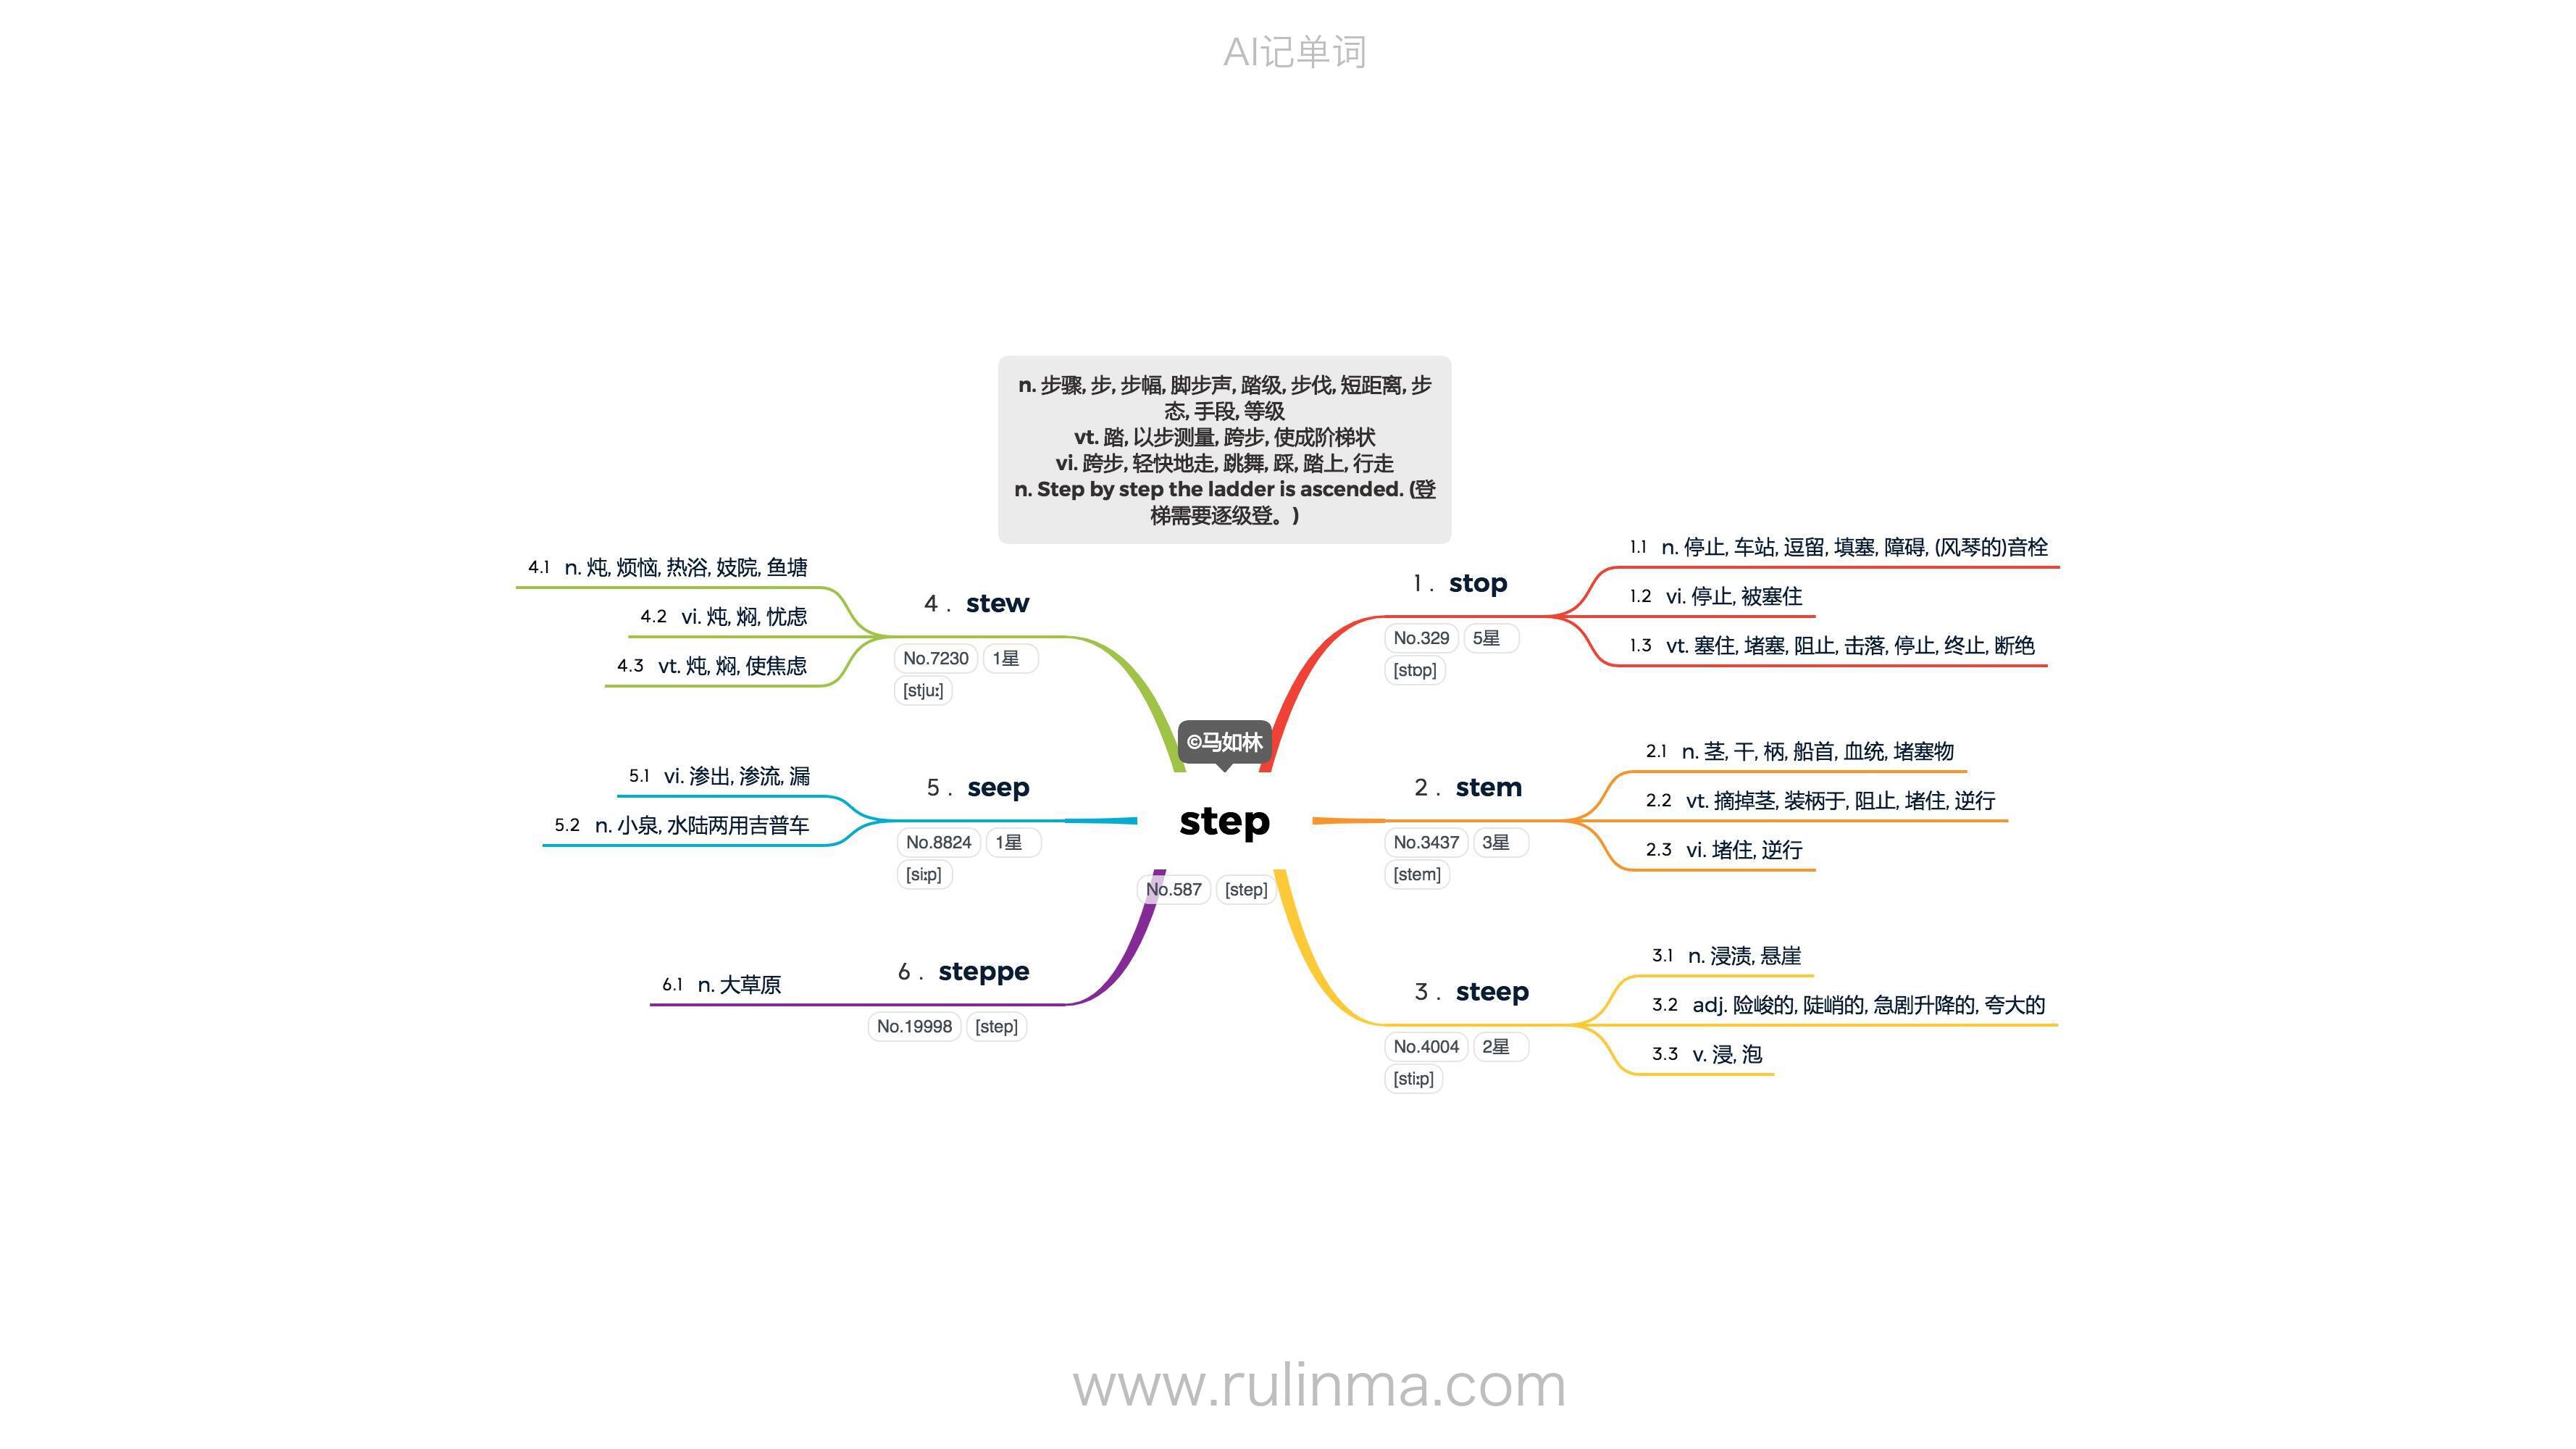 AI记单词
n. 步骤, 步, 步幅, 脚步声, 踏级, 步伐, 短距离, 步
态, 手段, 等级
vt. 踏, 以步测量, 跨步, 使成阶梯状
vi. 跨步, 轻快地走, 跳舞, 踩, 踏上, 行走
n. Step by step the ladder is ascended. (登
梯需要逐级登。)
©马如林
step
No.587 [step]
1 . stop
No.329 5星
[stɒp]
1.1 n. 停止, 车站, 逗留, 填塞, 障碍, (风琴的)音栓
1.2 vi. 停止, 被塞住
1.3 vt. 塞住, 堵塞, 阻止, 击落, 停止, 终止, 断绝
2 . stem
No.3437 3星
[stem]
2.1 n. 茎, 干, 柄, 船首, 血统, 堵塞物
2.2 vt. 摘掉茎, 装柄于, 阻止, 堵住, 逆行
2.3 vi. 堵住, 逆行
3 . steep
No.4004 2星
[sti:p]
3.1 n. 浸渍, 悬崖
3.2 adj. 险峻的, 陡峭的, 急剧升降的, 夸大的
3.3 v. 浸, 泡
4 . stew
No.7230 1星
[stju:]
4.1 n. 炖, 烦恼, 热浴, 妓院, 鱼塘
4.2 vi. 炖, 焖, 忧虑
4.3 vt. 炖, 焖, 使焦虑
5 . seep
No.8824 1星
[si:p]
5.1 vi. 渗出, 渗流, 漏
5.2 n. 小泉, 水陆两用吉普车
6 . steppe
No.19998 [step]
6.1 n. 大草原
www.rulinma.com